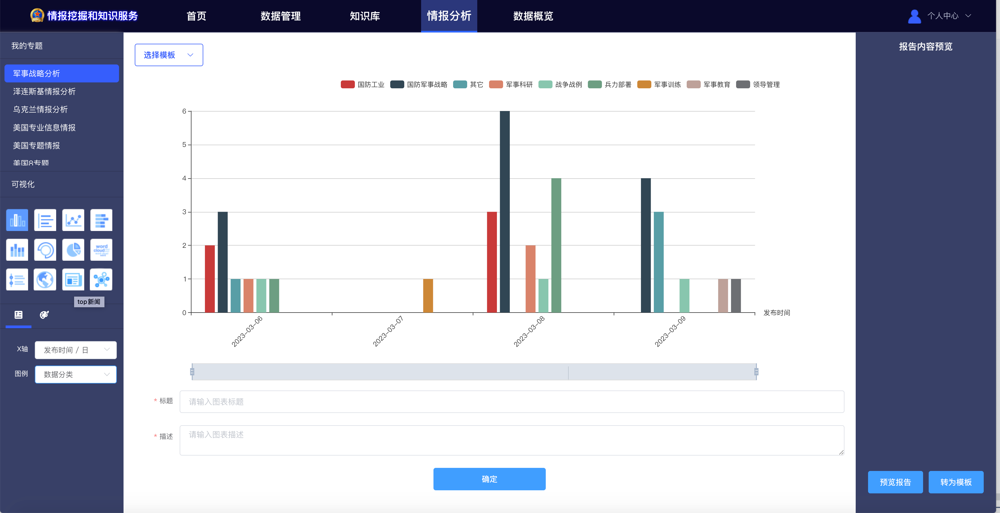 情报挖掘和知识服务 首页 数据管理 知识库 情报分析 数据概览 个人中心
我的专题
军事战略分析
泽连斯基情报分析
乌克兰情报分析
美国专业信息情报
美国专题情报
美国8专题
可视化
word
cloud
top新闻
X轴 发布时间 / 日
图例 数据分类
选择模板
国防工业 国防军事战略 其它 军事科研 战争战例 兵力部署 军事训练 军事教育 领导管理
6
5
4
3
2
1
0
2023-03-06 2023-03-07 2023-03-08 2023-03-09
发布时间
* 标题 请输入图表标题
* 描述 请输入图表描述
确定
报告内容预览
预览报告 转为模板